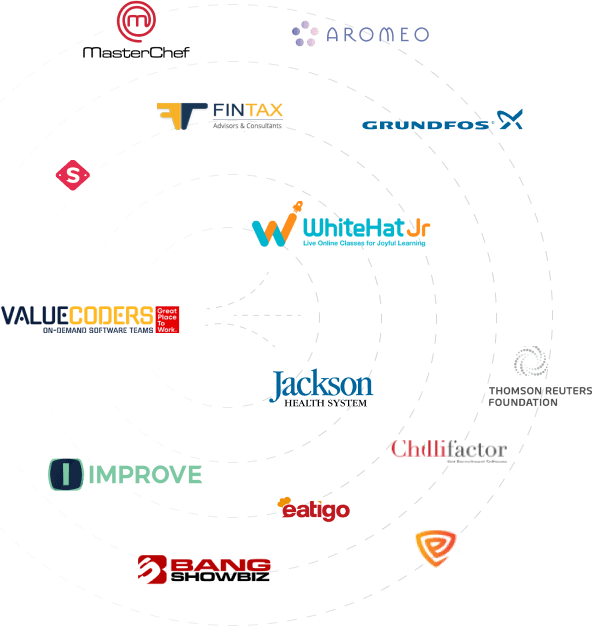 MasterChef
AROMEO
FINTAX
Advisors & Consultants
GRUNDFOS
S
WhiteHat Jr
Live Online Classes for Joyful Learning
VALUECODERS
ON-DEMAND SOFTWARE TEAMS
Great
Place
To
Work.
Jackson
HEALTH SYSTEM
THOMSON REUTERS
FOUNDATION
Chillifactor
IMPROVE
eatigo
BANG
SHOWBIZ